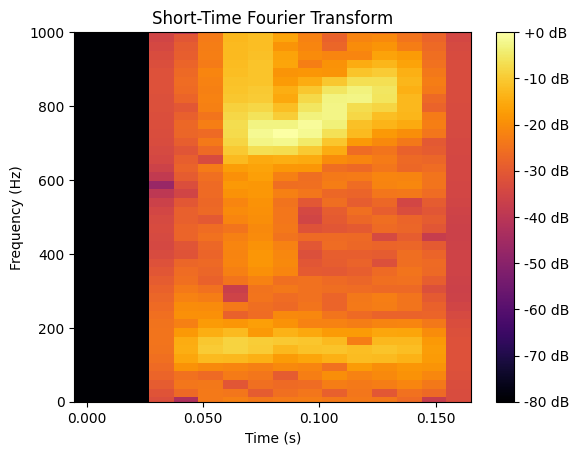 Short-Time Fourier Transform
1000
800
600
400
200
0
Frequency (Hz)
0.000
0.050
0.100
0.150
Time (s)
+0 dB
-10 dB
-20 dB
-30 dB
-40 dB
-50 dB
-60 dB
-70 dB
-80 dB